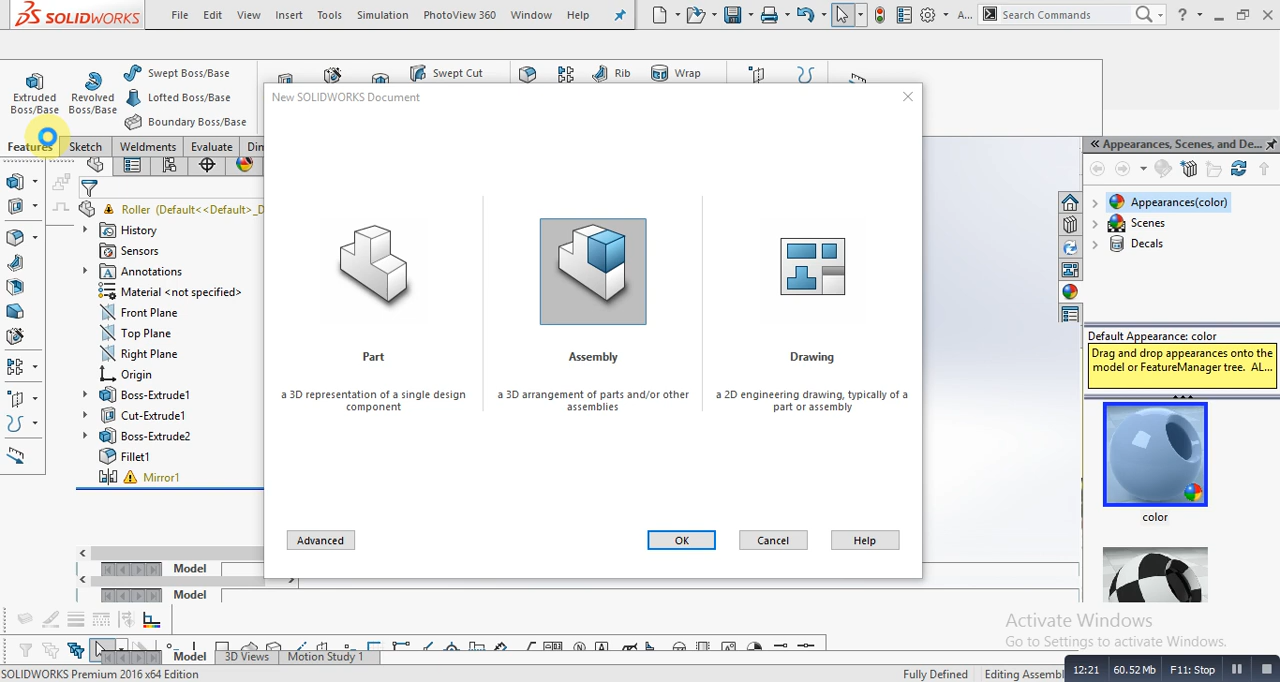 SOLIDWORKS
File Edit View Insert Tools Simulation PhotoView 360 Window Help
A...
Search Commands
?
Extruded Boss/Base
Revolved Boss/Base
Swept Boss/Base
Lofted Boss/Base
Boundary Boss/Base
Swept Cut
Rib
Wrap
Features Sketch Weldments Evaluate Din
New SOLIDWORKS Document
Appearances, Scenes, and De...
Roller (Default<<Default>_D
History
Sensors
Annotations
Material <not specified>
Front Plane
Top Plane
Right Plane
Origin
Boss-Extrude1
Cut-Extrude1
Boss-Extrude2
Fillet1
Mirror1
Part
a 3D representation of a single design
component
Assembly
a 3D arrangement of parts and/or other
assemblies
Drawing
a 2D engineering drawing, typically of a
part or assembly
Advanced
OK
Cancel
Help
Appearances(color)
Scenes
Decals
Default Appearance: color
Drag and drop appearances onto the
model or FeatureManager tree. AL...
color
Model
Model
Model 3D Views Motion Study 1
Activate Windows
Go to Settings to activate Windows.
SOLIDWORKS Premium 2016 x64 Edition
Fully Defined
Editing Assembl
12:21 60.52 Mb F11: Stop